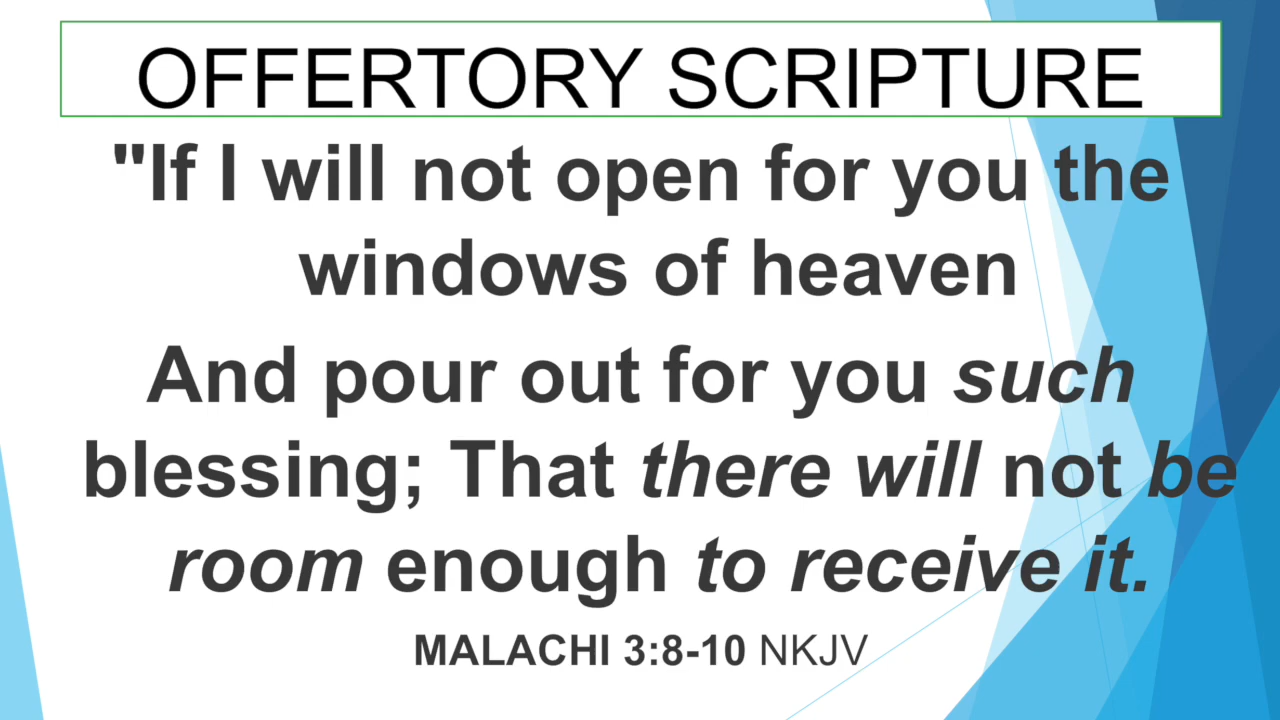 OFFERTORY SCRIPTURE
"If I will not open for you the
windows of heaven
And pour out for you such
blessing; That there will not be
room enough to receive it.
MALACHI 3:8-10 NKJV